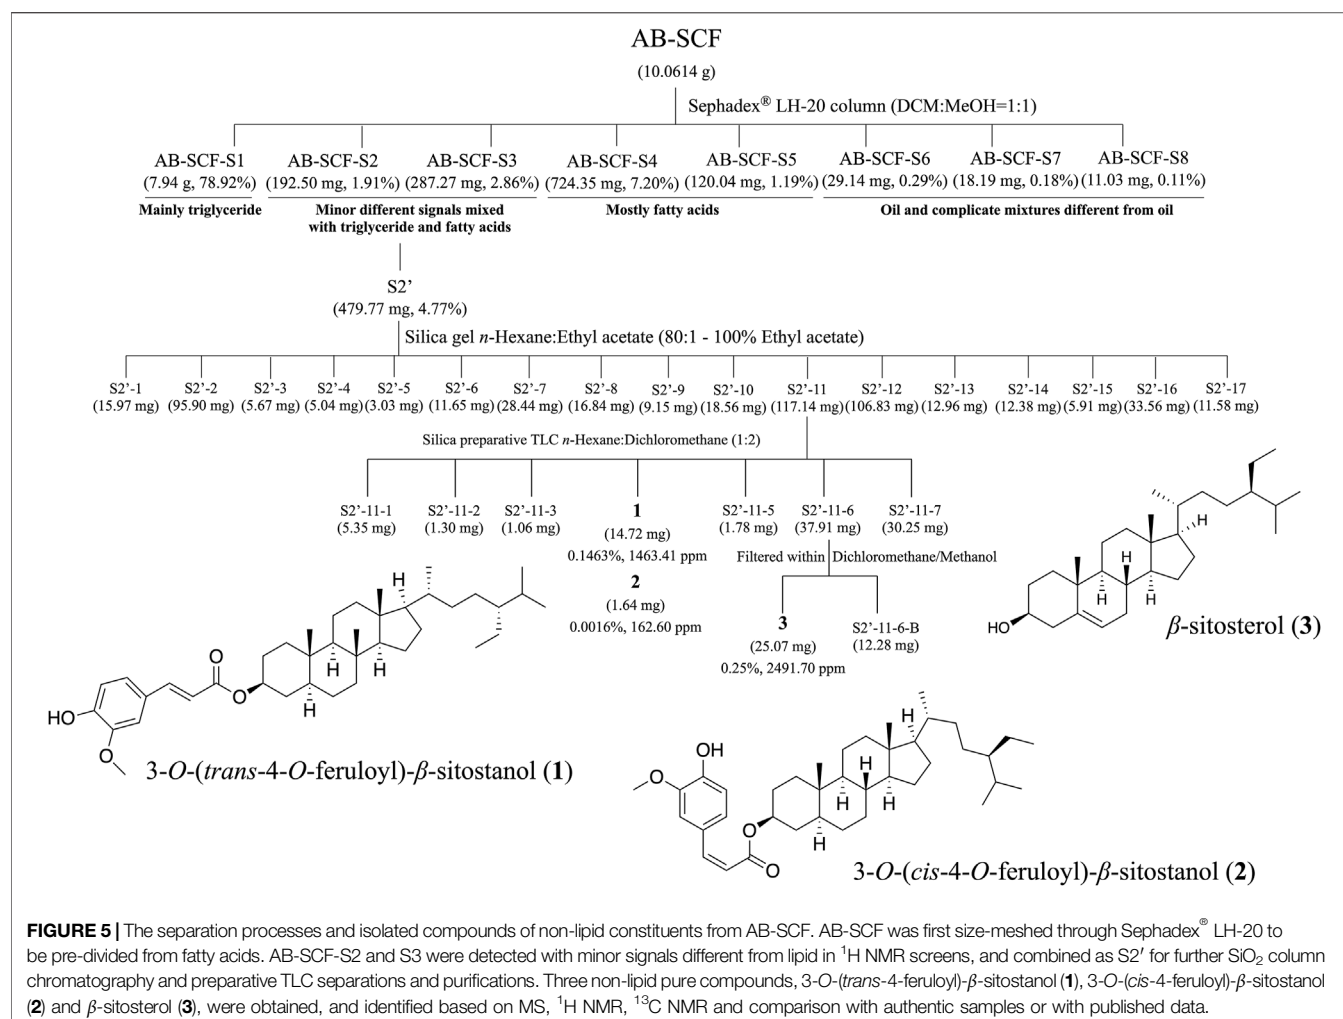 AB-SCF
(10.0614 g)
Sephadex® LH-20 column (DCM:MeOH=1:1)
AB-SCF-S1 AB-SCF-S2 AB-SCF-S3 AB-SCF-S4 AB-SCF-S5 AB-SCF-S6 AB-SCF-S7 AB-SCF-S8
(7.94 g, 78.92%) (192.50 mg, 1.91%) (287.27 mg, 2.86%) (724.35 mg, 7.20%) (120.04 mg, 1.19%) (29.14 mg, 0.29%) (18.19 mg, 0.18%) (11.03 mg, 0.11%)
Mainly triglyceride Minor different signals mixed Mostly fatty acids Oil and complicate mixtures different from oil
with triglyceride and fatty acids
S2’
(479.77 mg, 4.77%)
Silica gel n-Hexane:Ethyl acetate (80:1 - 100% Ethyl acetate)
S2’-1 S2’-2 S2’-3 S2’-4 S2’-5 S2’-6 S2’-7 S2’-8 S2’-9 S2’-10 S2’-11 S2’-12 S2’-13 S2’-14 S2’-15 S2’-16 S2’-17
(15.97 mg) (95.90 mg) (5.67 mg) (5.04 mg) (3.03 mg) (11.65 mg) (28.44 mg) (16.84 mg) (9.15 mg) (18.56 mg) (117.14 mg) (106.83 mg) (12.96 mg) (12.38 mg) (5.91 mg) (33.56 mg) (11.58 mg)
Silica preparative TLC n-Hexane:Dichloromethane (1:2)
S2’-11-1 S2’-11-2 S2’-11-3 1 S2’-11-5 S2’-11-6 S2’-11-7
(5.35 mg) (1.30 mg) (1.06 mg) (14.72 mg) (1.78 mg) (37.91 mg) (30.25 mg)
0.1463%, 1463.41 ppm
Filtered within Dichloromethane/Methanol
2
(1.64 mg)
0.0016%, 162.60 ppm
3 S2’-11-6-B
(25.07 mg) (12.28 mg)
0.25%, 2491.70 ppm
H
H
H
H
HO
β-sitosterol (3)
H
H
H
H
O
O
HO
O
3-O-(trans-4-O-feruloyl)-β-sitostanol (1)
OH
O
H
H
H
H
H
O
O
3-O-(cis-4-O-feruloyl)-β-sitostanol (2)
FIGURE 5 | The separation processes and isolated compounds of non-lipid constituents from AB-SCF. AB-SCF was first size-meshed through Sephadex® LH-20 to
be pre-divided from fatty acids. AB-SCF-S2 and S3 were detected with minor signals different from lipid in ¹H NMR screens, and combined as S2′ for further SiO₂ column
chromatography and preparative TLC separations and purifications. Three non-lipid pure compounds, 3-O-(trans-4-feruloyl)-β-sitostanol (1), 3-O-(cis-4-feruloyl)-β-sitostanol
(2) and β-sitosterol (3), were obtained, and identified based on MS, ¹H NMR, ¹³C NMR and comparison with authentic samples or with published data.